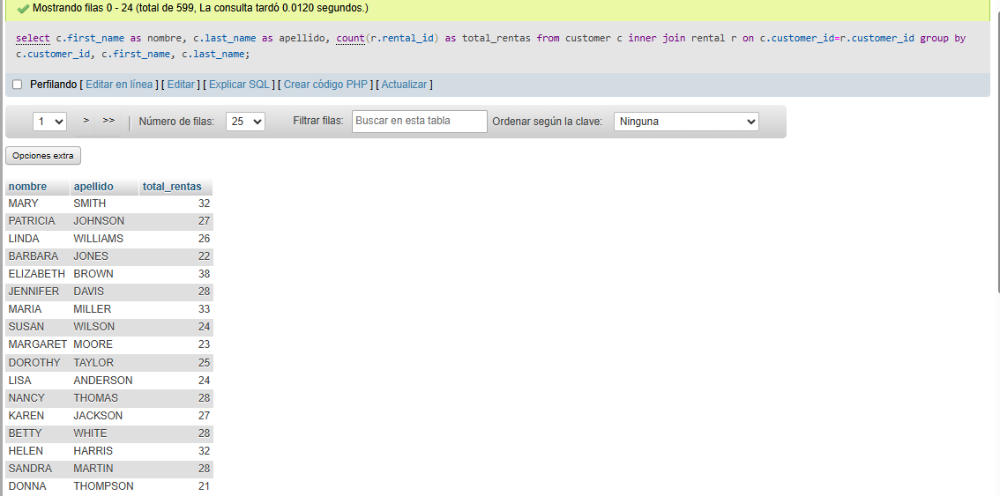 Mostrando filas 0 - 24 (total de 599, La consulta tardó 0.0120 segundos.)
select c.first_name as nombre, c.last_name as apellido, count(r.rental_id) as total_rentas from customer c inner join rental r on c.customer_id=r.customer_id group by
c.customer_id, c.first_name, c.last_name;
Perfilando [ Editar en línea ] [ Editar ] [ Explicar SQL ] [ Crear código PHP ] [ Actualizar ]
1 > >> | Número de filas: 25 Filtrar filas: Buscar en esta tabla Ordenar según la clave: Ninguna
Opciones extra
nombre apellido total_rentas
MARY SMITH 32
PATRICIA JOHNSON 27
LINDA WILLIAMS 26
BARBARA JONES 22
ELIZABETH BROWN 38
JENNIFER DAVIS 28
MARIA MILLER 33
SUSAN WILSON 24
MARGARET MOORE 23
DOROTHY TAYLOR 25
LISA ANDERSON 24
NANCY THOMAS 28
KAREN JACKSON 27
BETTY WHITE 28
HELEN HARRIS 32
SANDRA MARTIN 28
DONNA THOMPSON 21